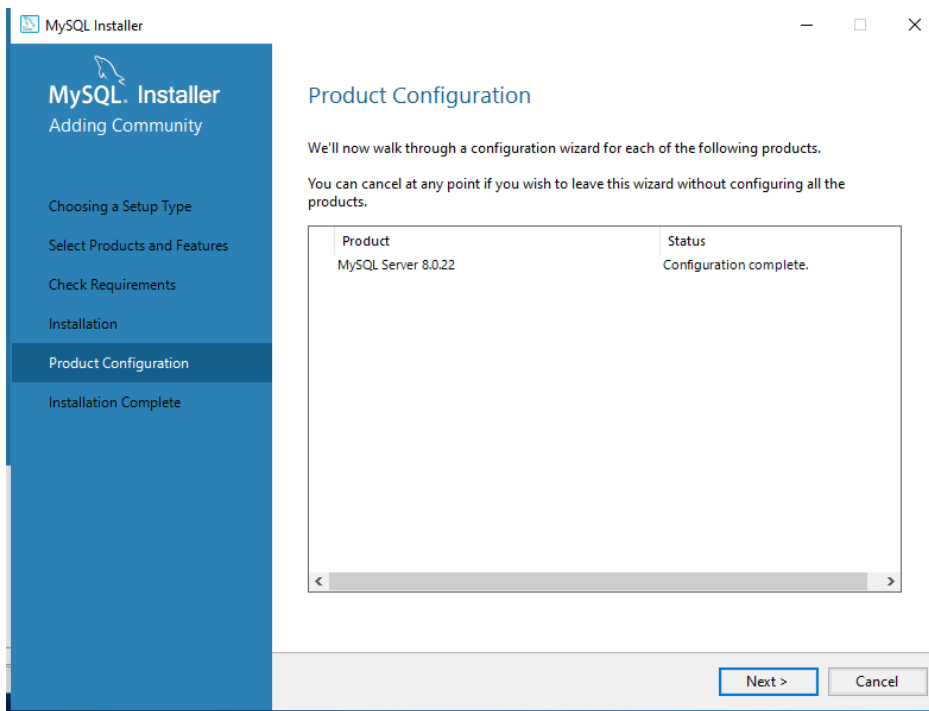 MySQL Installer
MySQL. Installer
Adding Community
Choosing a Setup Type
Select Products and Features
Check Requirements
Installation
Product Configuration
Installation Complete
Product Configuration
We'll now walk through a configuration wizard for each of the following products.
You can cancel at any point if you wish to leave this wizard without configuring all the
products.
Product Status
MySQL Server 8.0.22 Configuration complete.
Next > Cancel